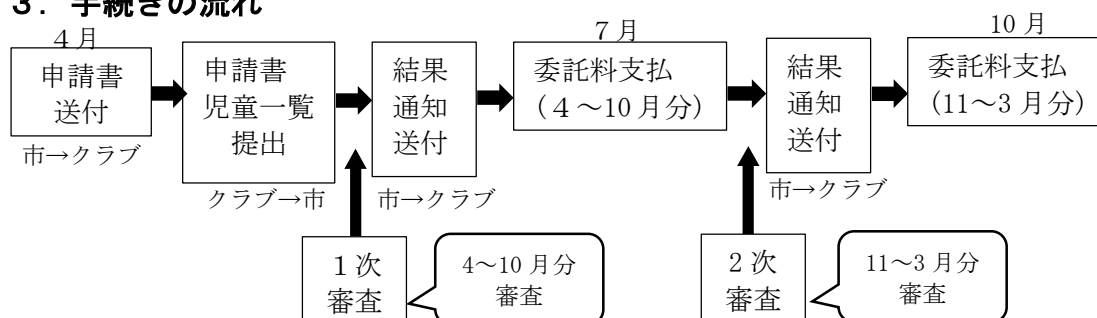 ３．手続きの流れ
４月
申請書
送付
市→クラブ
申請書
児童一覧
提出
クラブ→市
結果
通知
送付
市→クラブ
７月
委託料支払
（４～10月分）
結果
通知
送付
市→クラブ
10月
委託料支払
（11～3月分）
１次
審査
4～10月分
審査
２次
審査
11～3月分
審査